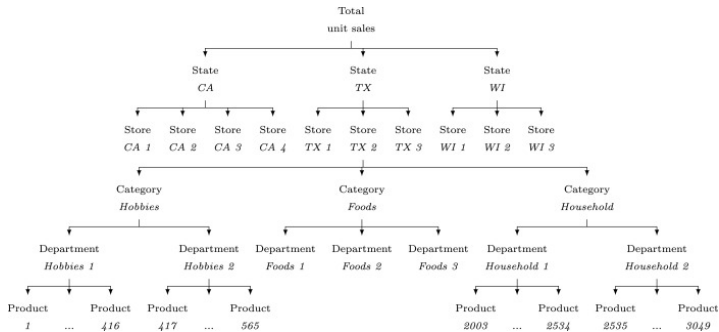 Total
unit sales
State State State
CA TX WI
Store Store Store Store Store Store Store Store Store Store
CA 1 CA 2 CA 3 CA 4 TX 1 TX 2 TX 3 WI 1 WI 2 WI 3
Category Category Category
Hobbies Foods Household
Department Department Department Department Department Department Department
Hobbies 1 Hobbies 2 Foods 1 Foods 2 Foods 3 Household 1 Household 2
Product Product Product Product Product Product Product Product
1 ... 416 417 ... 565 2003 ... 2534 2535 ... 3049